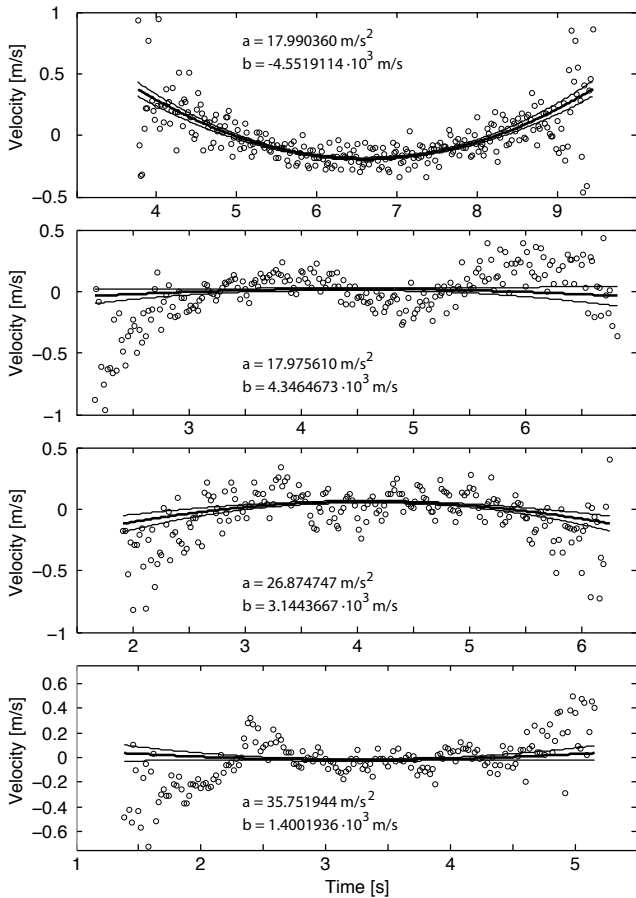 1
0.5
0
−0.5
Velocity [m/s]
a = 17.990360 m/s²
b = -4.5519114 ·10³ m/s
4 5 6 7 8 9
0.5
0
−0.5
−1
Velocity [m/s]
a = 17.975610 m/s²
b = 4.3464673 ·10³ m/s
3 4 5 6
0.5
0
−0.5
−1
Velocity [m/s]
a = 26.874747 m/s²
b = 3.1443667 ·10³ m/s
2 3 4 5 6
0.6
0.4
0.2
0
−0.2
−0.4
−0.6
Velocity [m/s]
a = 35.751944 m/s²
b = 1.4001936 ·10³ m/s
1 2 3 4 5
Time [s]